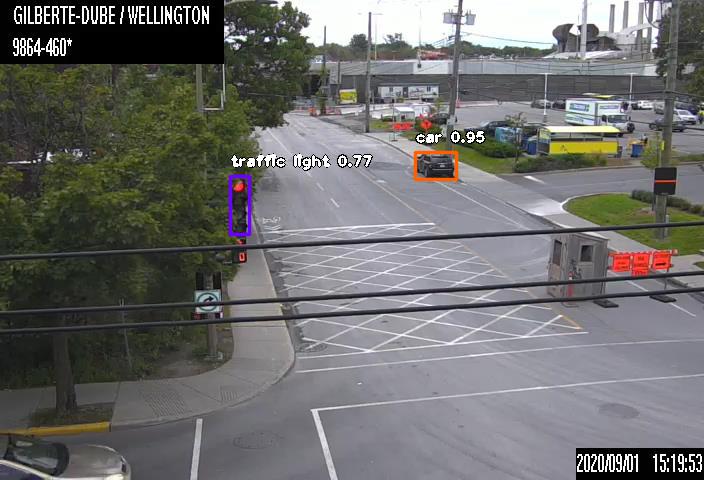 GILBERTE-DUBE / WELLINGTON
9864-460*
car 0.95
traffic light 0.77
2020/09/01 15:19:53